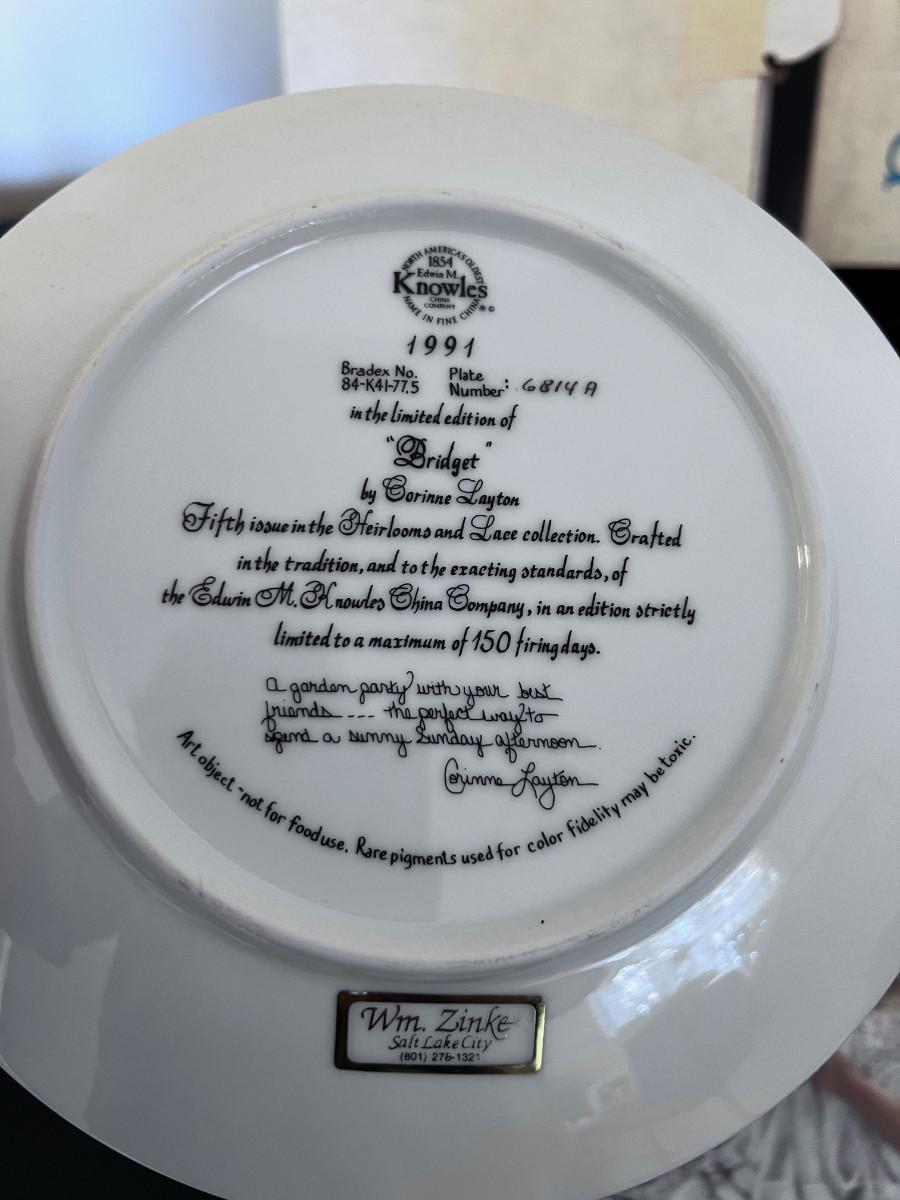 NORTH AMERICA'S OLDEST
1854
Edwin M.
Knowles
CHINA
COMPANY
NAME IN FINE CHINA
®©
1991
Bradex No. Plate
84-K41-77.5 Number: 6814 A
in the limited edition of
"Bridget"
by Corinne Layton
Fifth issue in the Heirlooms and Lace collection. Crafted
in the tradition, and to the exacting standards, of
the Edwin M. Knowles China Company, in an edition strictly
limited to a maximum of 150 firing days.
a garden party with your best
friends ---- the perfect way to
spend a sunny Sunday afternoon.
Corinne Layton
Art object - not for food use. Rare pigments used for color fidelity may be toxic.
Wm. Zinke
Salt Lake City
(801) 276-1321